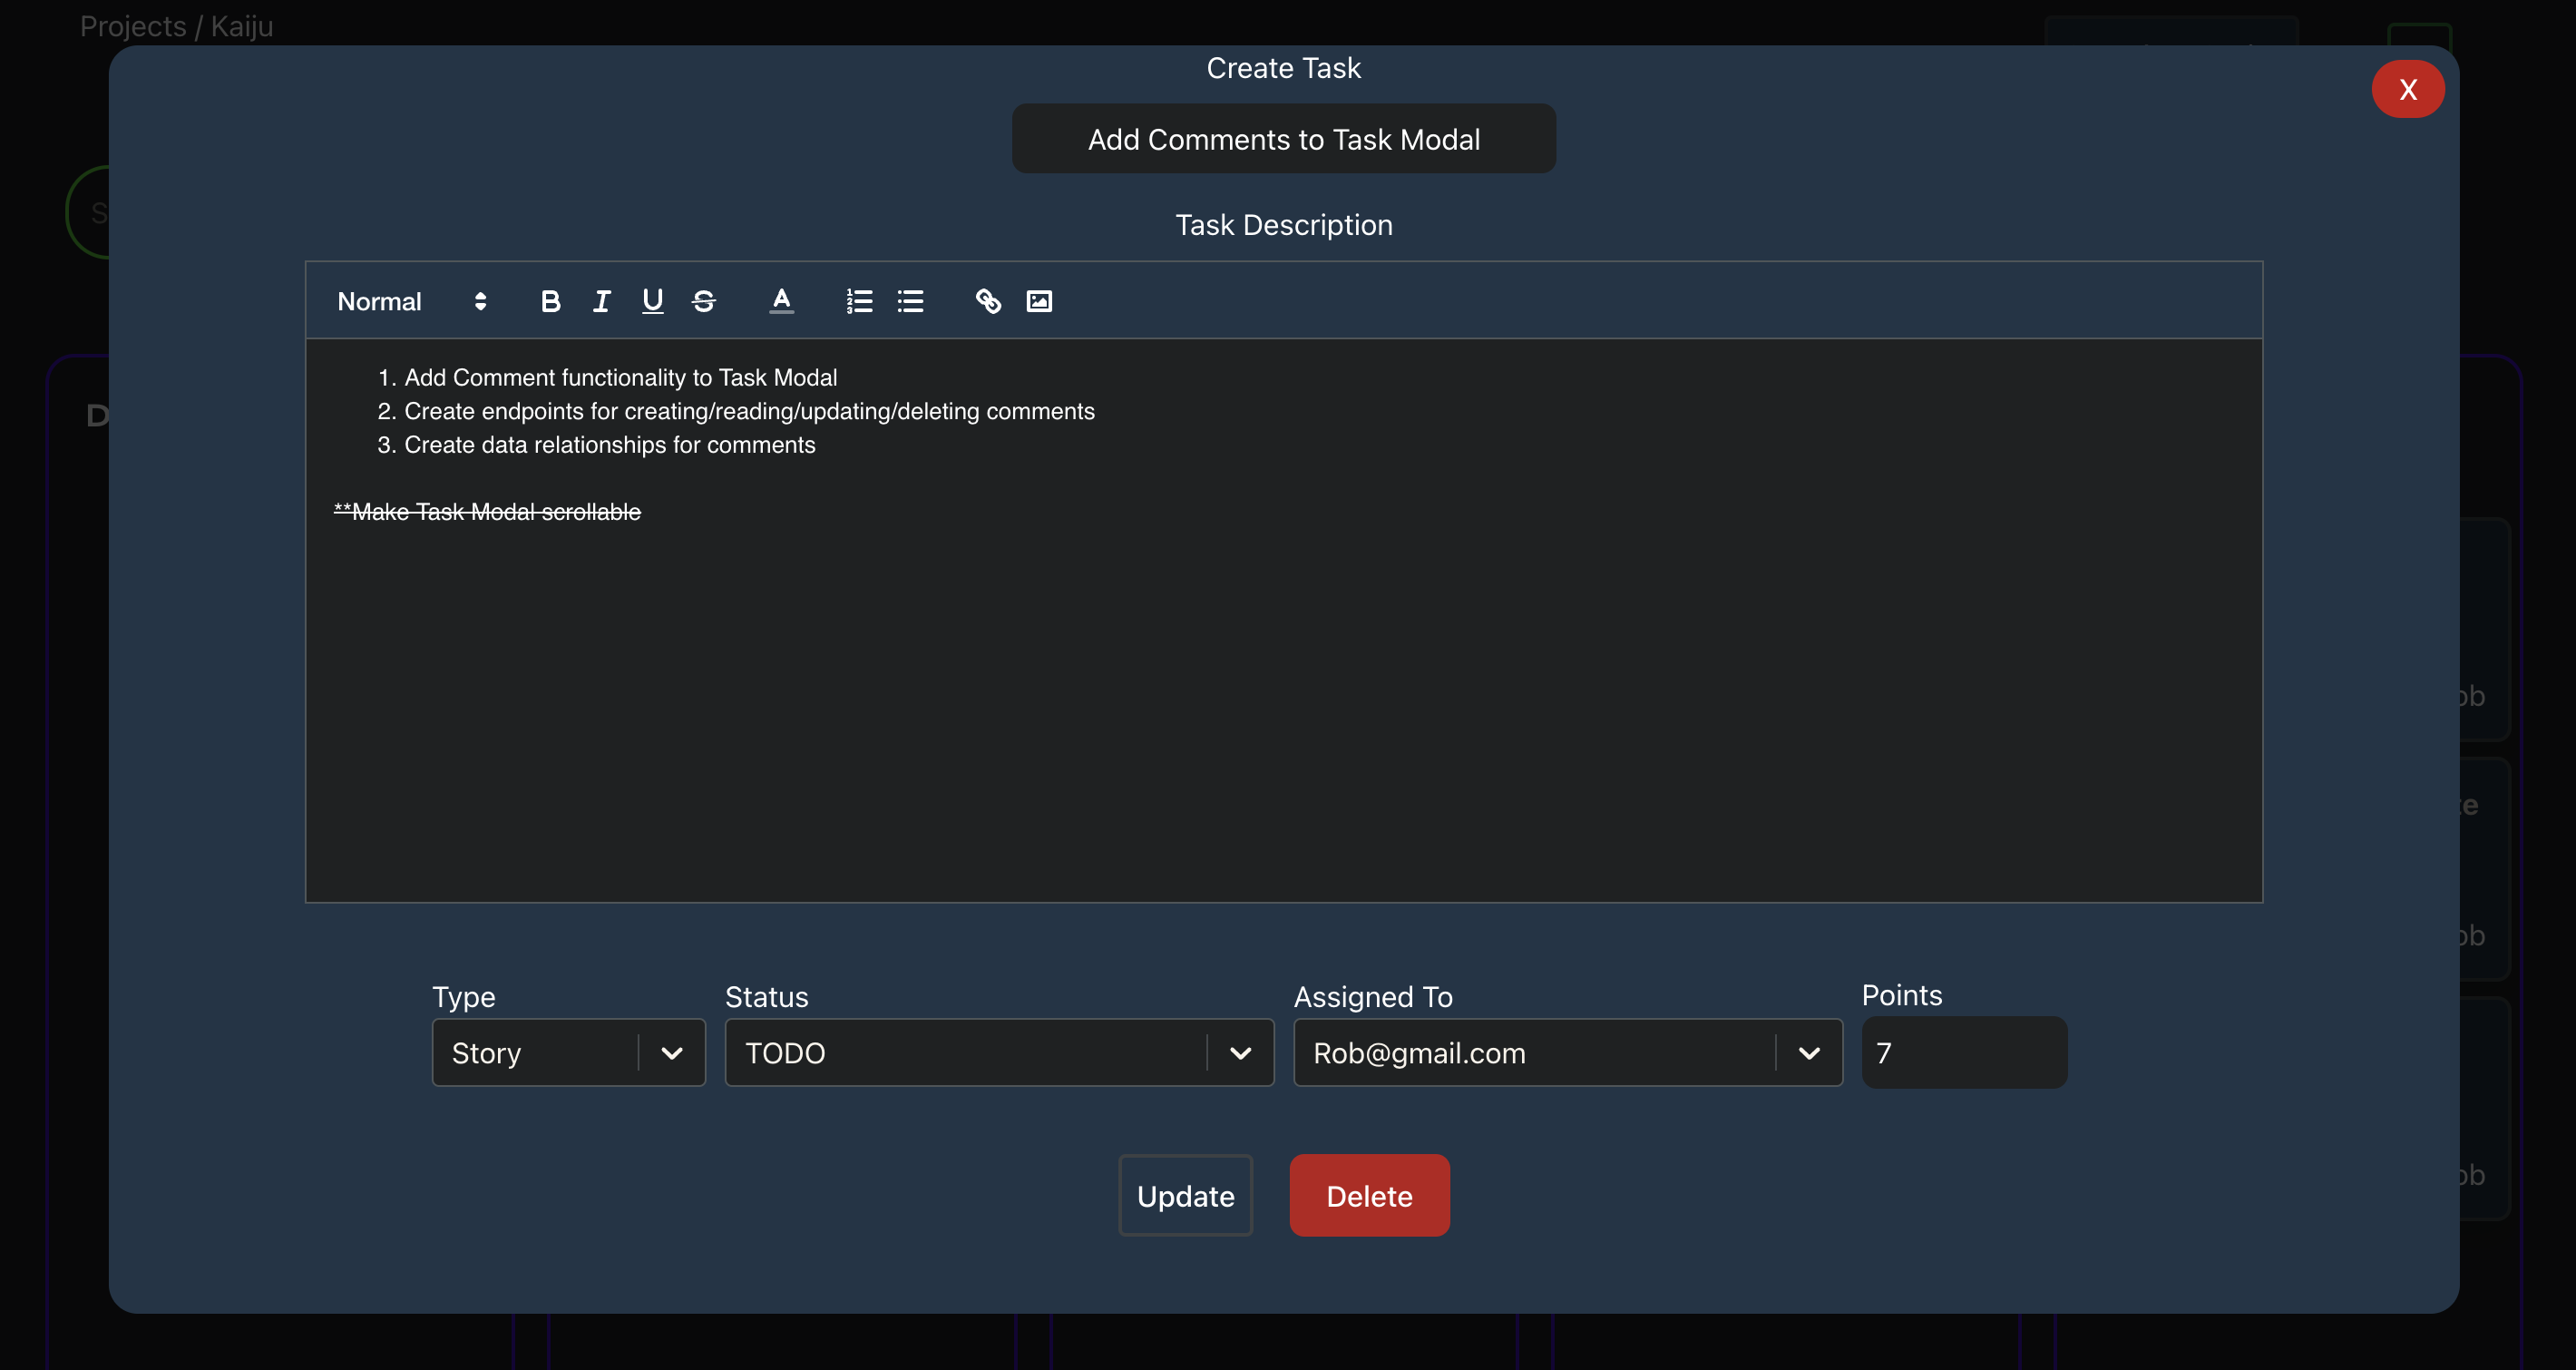 Projects / Kaiju
Create Task
X
Add Comments to Task Modal
Task Description
Normal
1. Add Comment functionality to Task Modal
2. Create endpoints for creating/reading/updating/deleting comments
3. Create data relationships for comments
**Make Task Modal scrollable
Type
Status
Assigned To
Points
Story
TODO
Rob@gmail.com
7
Update
Delete